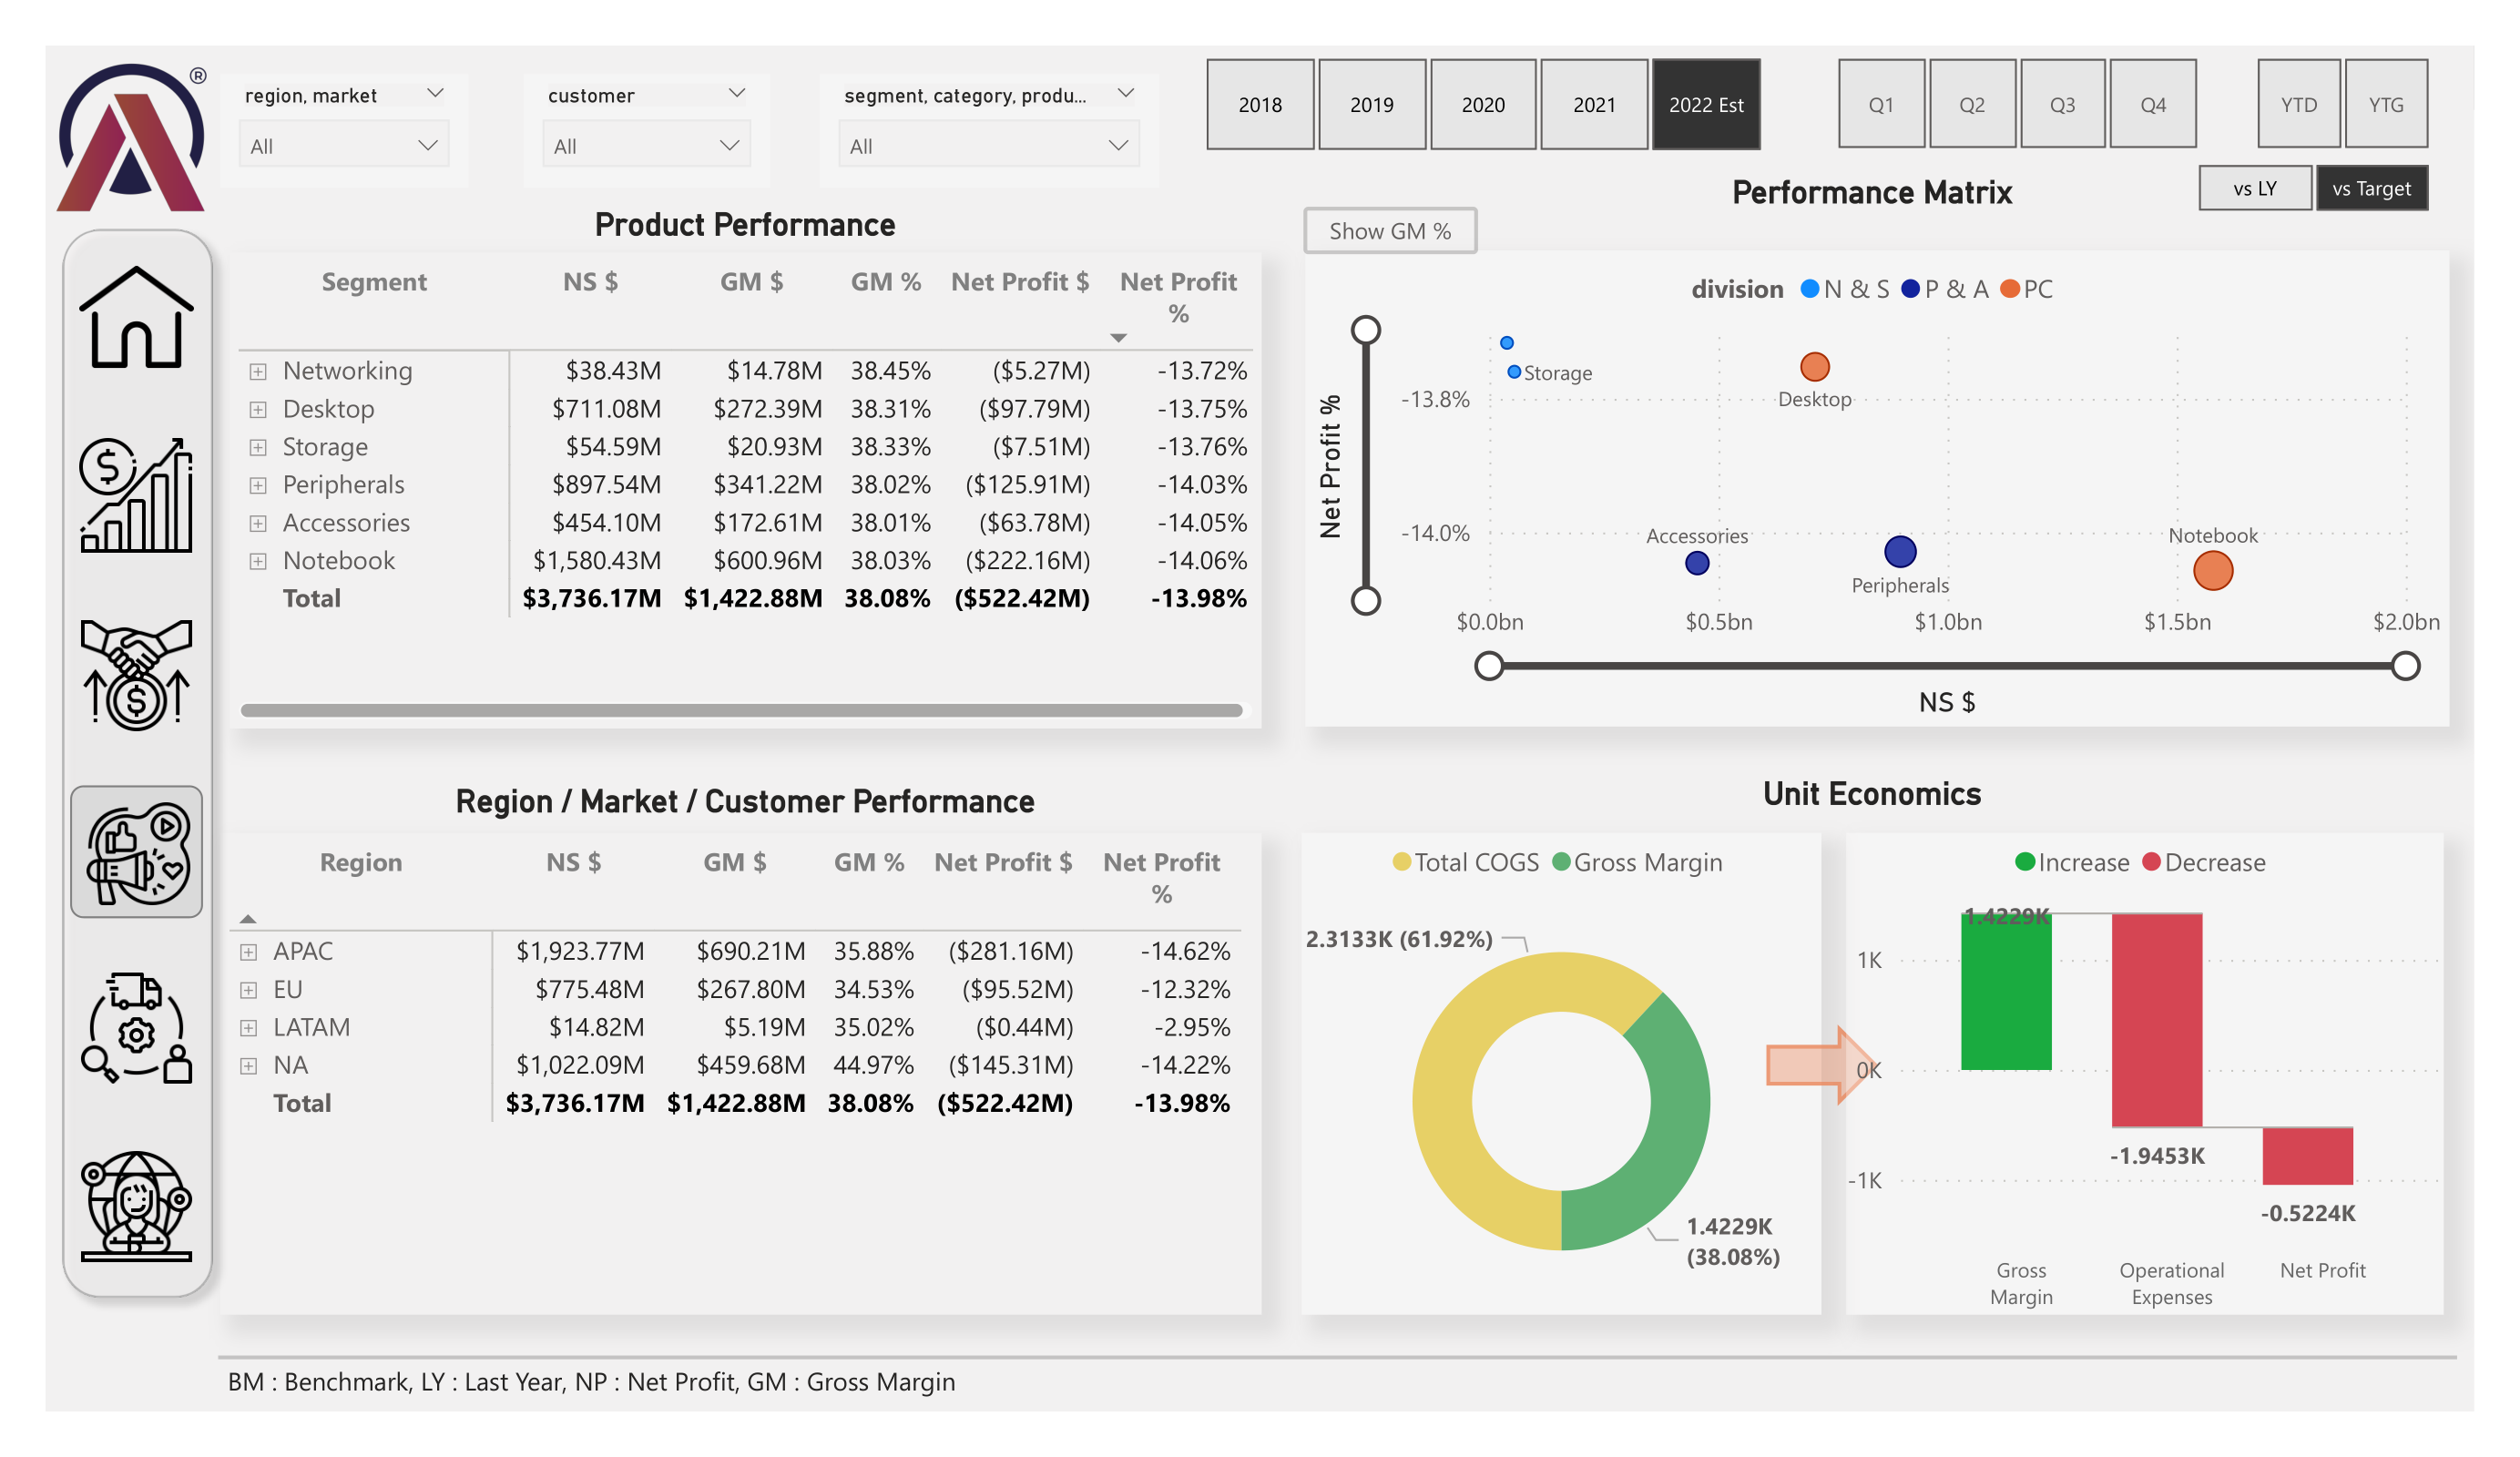 ®
region, market
All
customer
All
segment, category, produ...
All
2018 2019 2020 2021 2022 Est
Q1 Q2 Q3 Q4
YTD YTG
vs LY vs Target
Product Performance
Segment NS $ GM $ GM % Net Profit $ Net Profit %
Networking $38.43M $14.78M 38.45% ($5.27M) -13.72%
Desktop $711.08M $272.39M 38.31% ($97.79M) -13.75%
Storage $54.59M $20.93M 38.33% ($7.51M) -13.76%
Peripherals $897.54M $341.22M 38.02% ($125.91M) -14.03%
Accessories $454.10M $172.61M 38.01% ($63.78M) -14.05%
Notebook $1,580.43M $600.96M 38.03% ($222.16M) -14.06%
Total $3,736.17M $1,422.88M 38.08% ($522.42M) -13.98%
Performance Matrix
Show GM %
division N & S P & A PC
Net Profit %
-13.8%
-14.0%
Storage
Desktop
Accessories
Peripherals
Notebook
$0.0bn $0.5bn $1.0bn $1.5bn $2.0bn
NS $
Region / Market / Customer Performance
Region NS $ GM $ GM % Net Profit $ Net Profit %
APAC $1,923.77M $690.21M 35.88% ($281.16M) -14.62%
EU $775.48M $267.80M 34.53% ($95.52M) -12.32%
LATAM $14.82M $5.19M 35.02% ($0.44M) -2.95%
NA $1,022.09M $459.68M 44.97% ($145.31M) -14.22%
Total $3,736.17M $1,422.88M 38.08% ($522.42M) -13.98%
Unit Economics
Total COGS Gross Margin
2.3133K (61.92%)
1.4229K
(38.08%)
Increase Decrease
1.4229K
1K
0K
-1K
-1.9453K
-0.5224K
Gross
Margin
Operational
Expenses
Net Profit
BM : Benchmark, LY : Last Year, NP : Net Profit, GM : Gross Margin